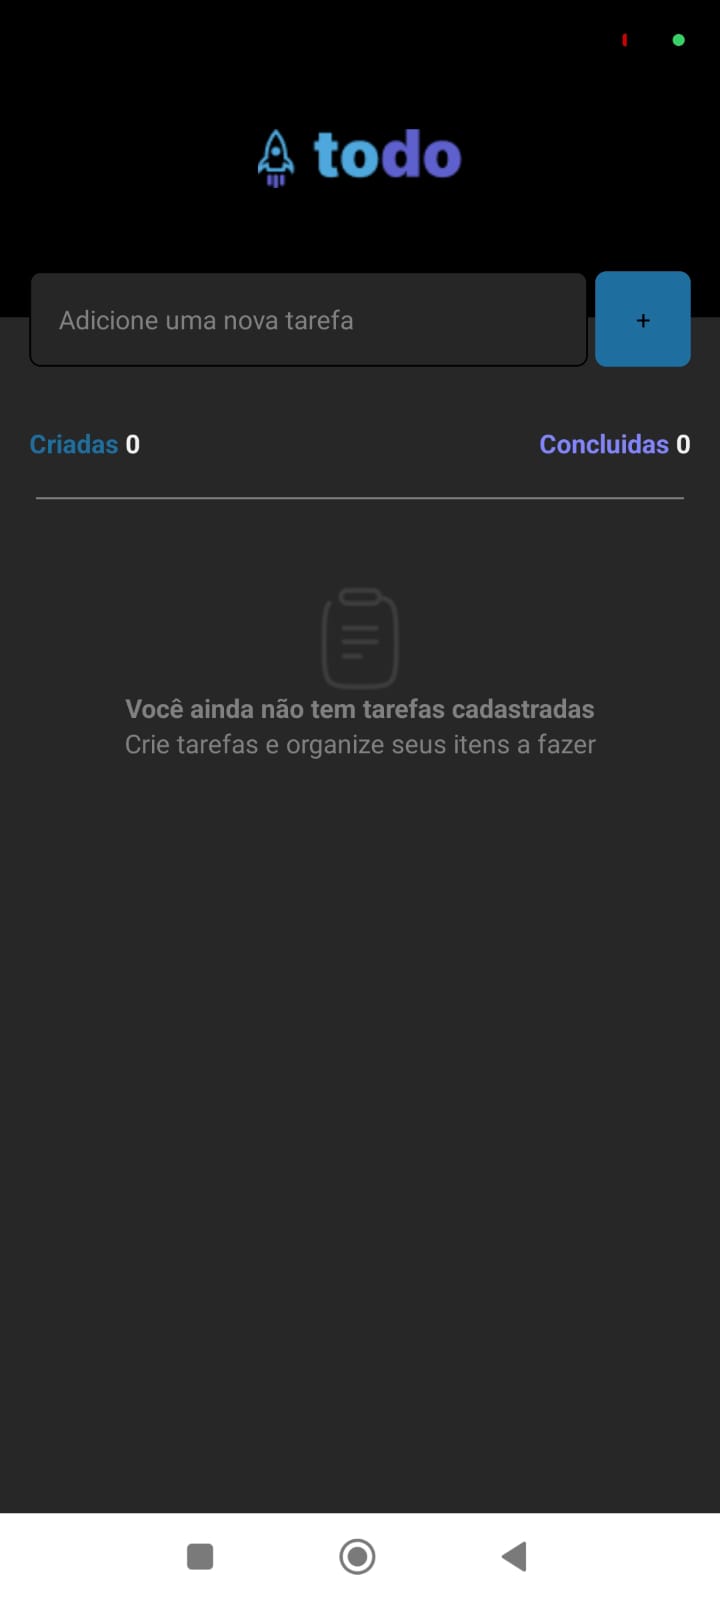 todo
Adicione uma nova tarefa
+
Criadas 0
Concluidas 0
Você ainda não tem tarefas cadastradas
Crie tarefas e organize seus itens a fazer